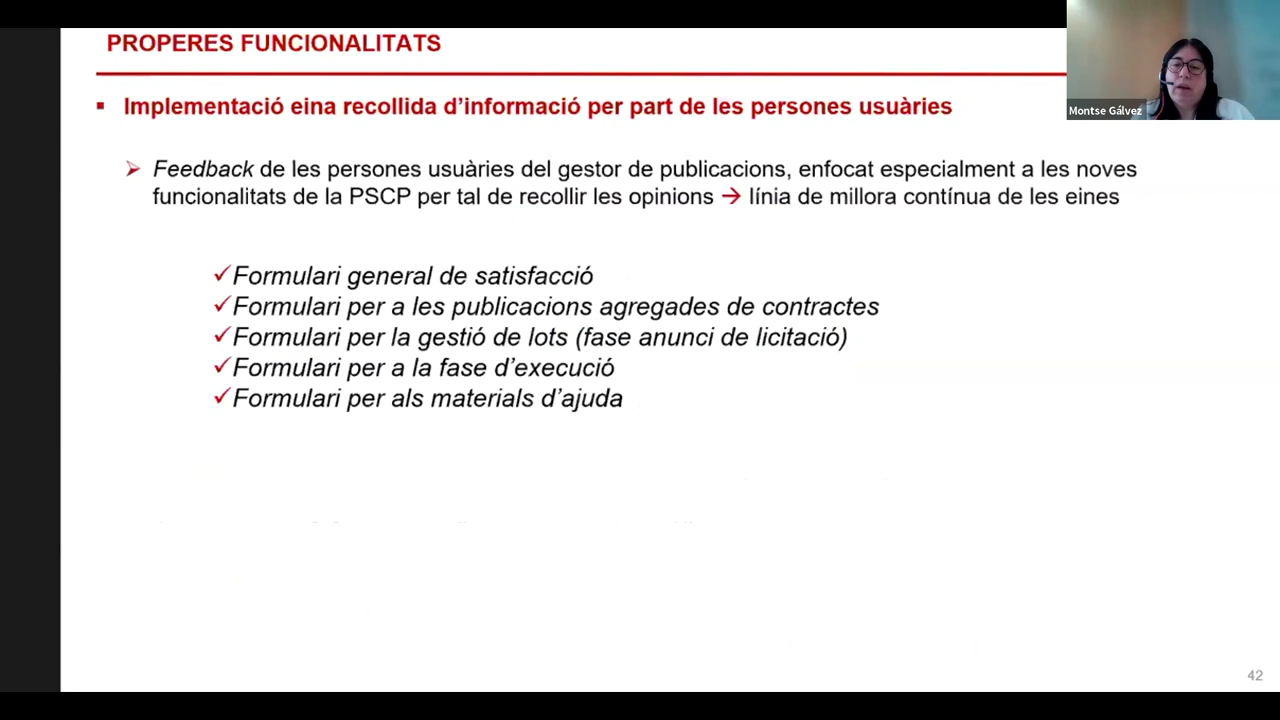 PROPERES FUNCIONALITATS
Montse Gálvez
▪ Implementació eina recollida d’informació per part de les persones usuàries
➢ Feedback de les persones usuàries del gestor de publicacions, enfocat especialment a les noves
funcionalitats de la PSCP per tal de recollir les opinions → línia de millora contínua de les eines
✓Formulari general de satisfacció
✓Formulari per a les publicacions agregades de contractes
✓Formulari per la gestió de lots (fase anunci de licitació)
✓Formulari per a la fase d’execució
✓Formulari per als materials d’ajuda
42